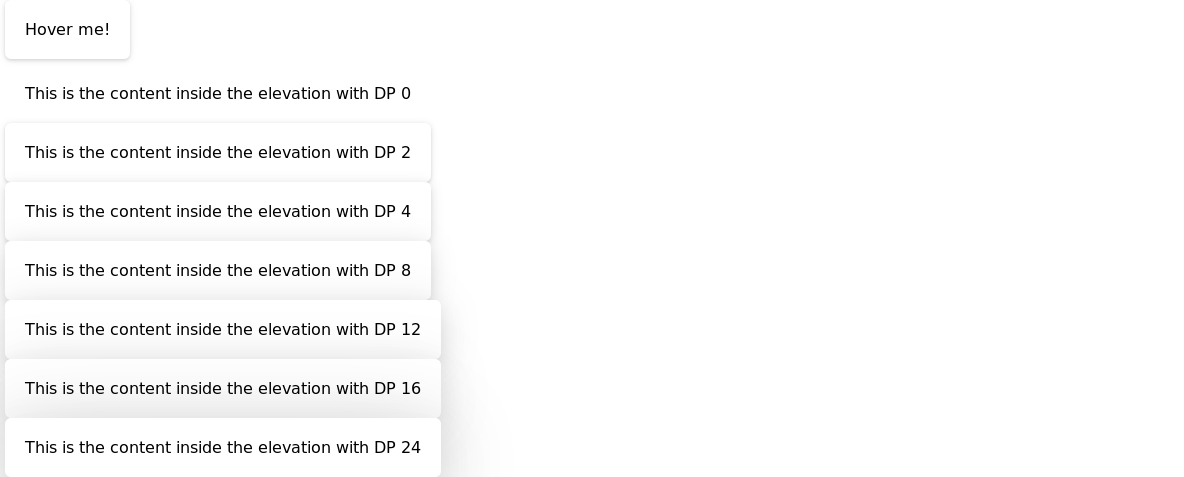 Hover me!
This is the content inside the elevation with DP 0
This is the content inside the elevation with DP 2
This is the content inside the elevation with DP 4
This is the content inside the elevation with DP 8
This is the content inside the elevation with DP 12
This is the content inside the elevation with DP 16
This is the content inside the elevation with DP 24